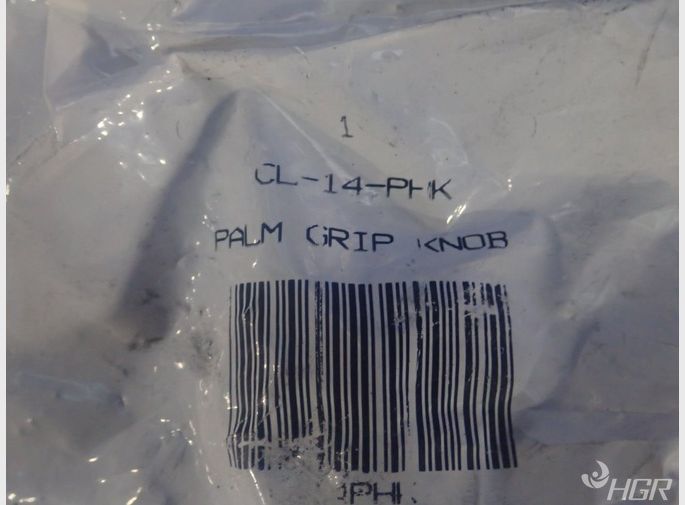 1
CL-14-PHK
PALM GRIP KNOB
HGR